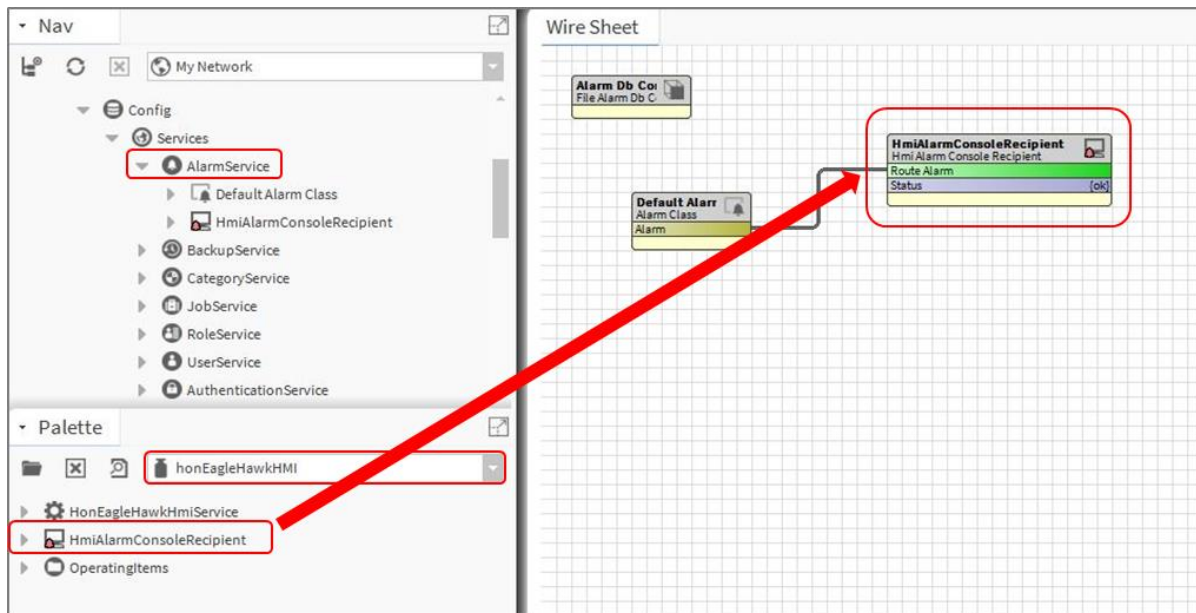 Nav
My Network
Config
Services
AlarmService
Default Alarm Class
HmiAlarmConsoleRecipient
BackupService
CategoryService
JobService
RoleService
UserService
AuthenticationService
Palette
honEagleHawkHMI
HonEagleHawkHmiService
HmiAlarmConsoleRecipient
OperatingItems
Wire Sheet
Alarm Db Co
File Alarm Db C
Default Alarr
Alarm Class
Alarm
HmiAlarmConsoleRecipient
Hmi Alarm Console Recipient
Route Alarm
Status {ok}